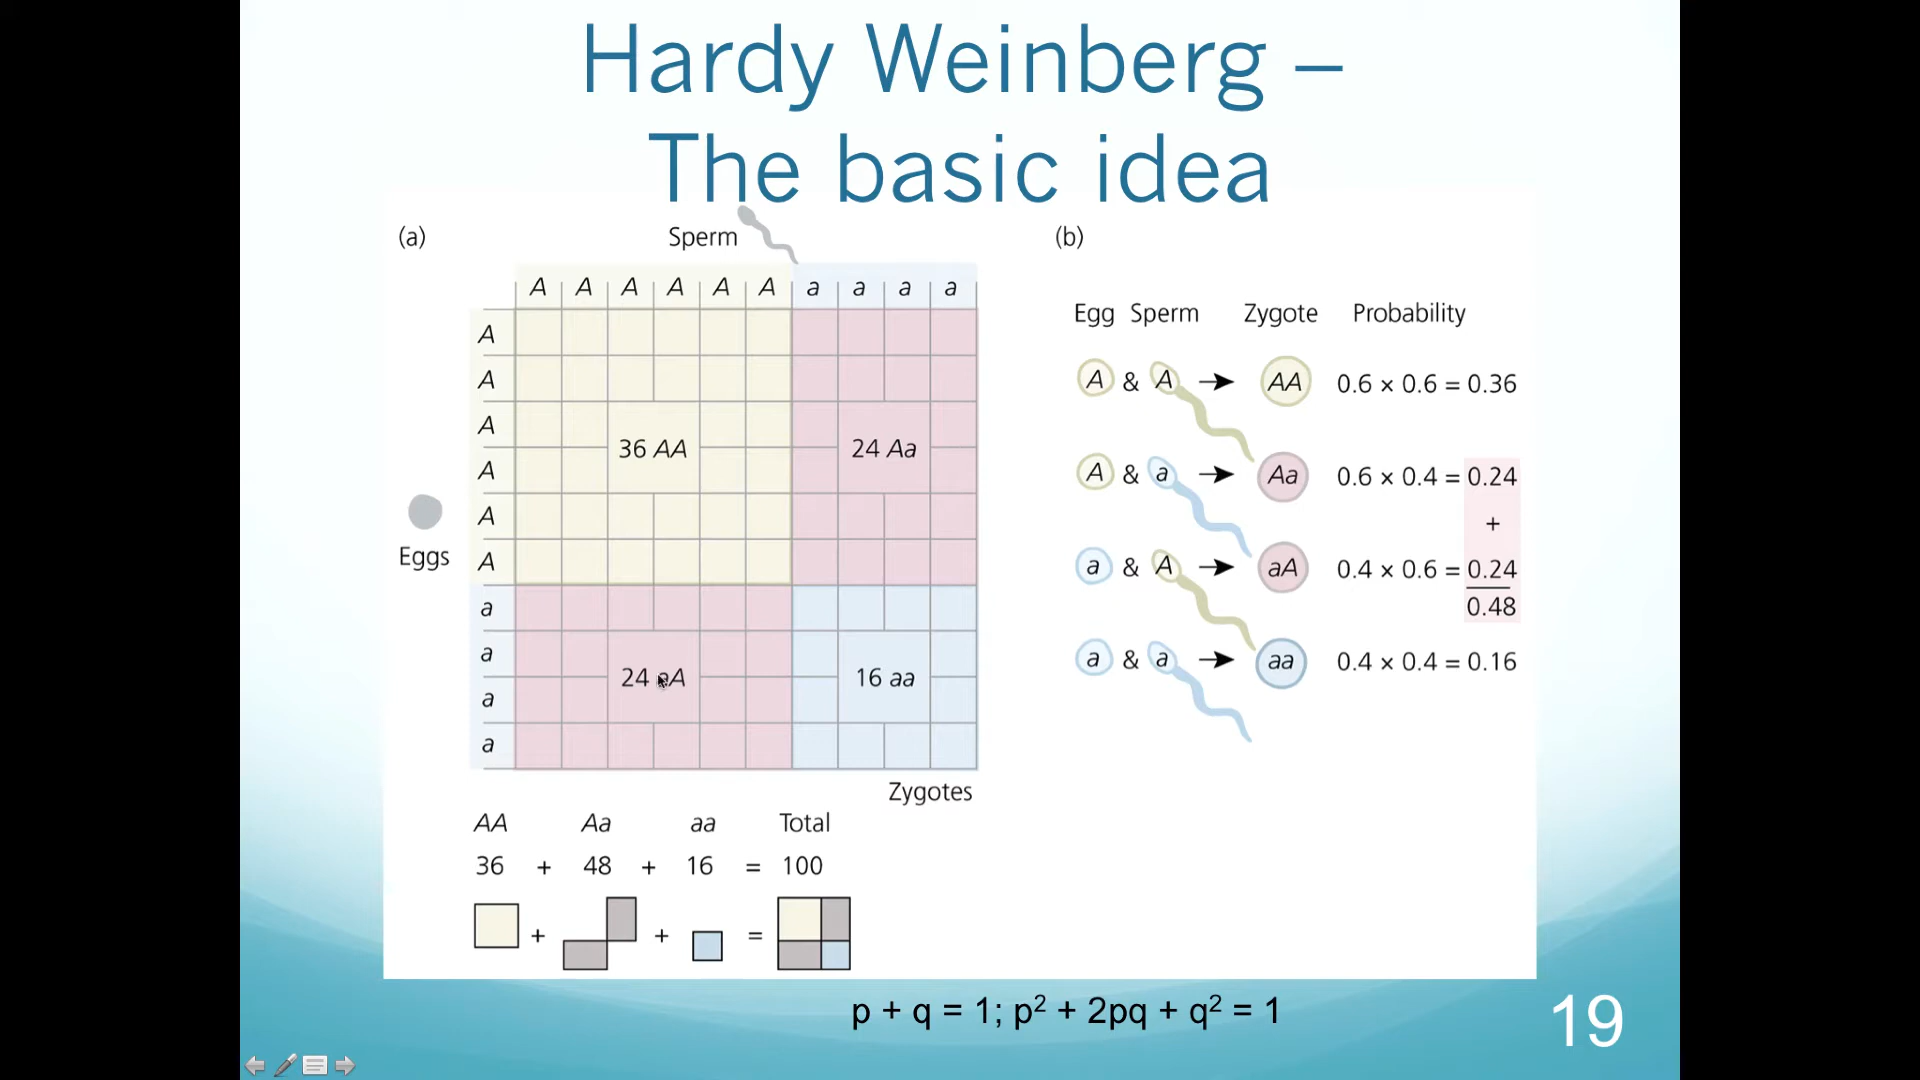 Hardy Weinberg –
The basic idea
(a)
Sperm
A A A A A A a a a a
A
A
A
A
A
A
a
a
a
a
Eggs
36 AA
24 Aa
24 aA
16 aa
Zygotes
AA Aa aa Total
36 + 48 + 16 = 100
+ + =
(b)
Egg Sperm Zygote Probability
A & A → AA 0.6 × 0.6 = 0.36
A & a → Aa 0.6 × 0.4 = 0.24
+
a & A → aA 0.4 × 0.6 = 0.24
0.48
a & a → aa 0.4 × 0.4 = 0.16
p + q = 1; p² + 2pq + q² = 1
19